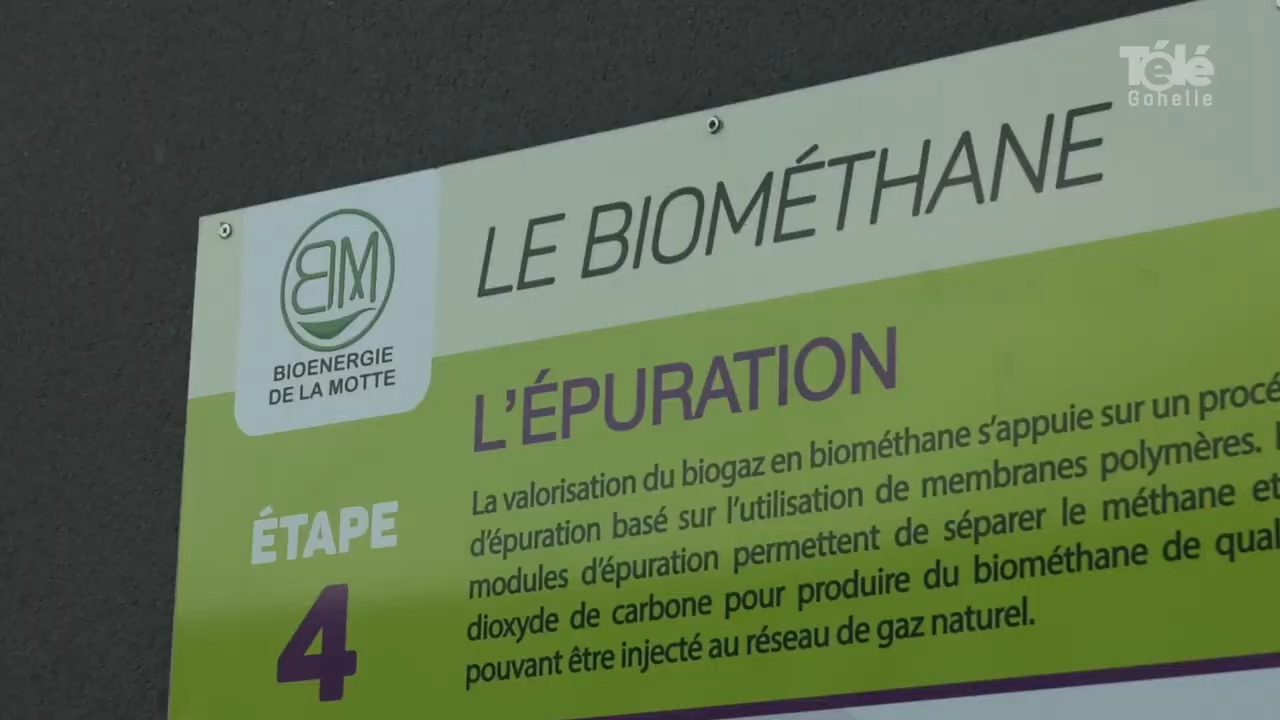 Télé
Gohelle
LE BIOMÉTHANE
BM
BIOENERGIE
DE LA MOTTE
L'ÉPURATION
ÉTAPE
4
La valorisation du biogaz en biométhane s'appuie sur un procé
d'épuration basé sur l'utilisation de membranes polymères.
modules d'épuration permettent de séparer le méthane et
dioxyde de carbone pour produire du biométhane de qual
pouvant être injecté au réseau de gaz naturel.